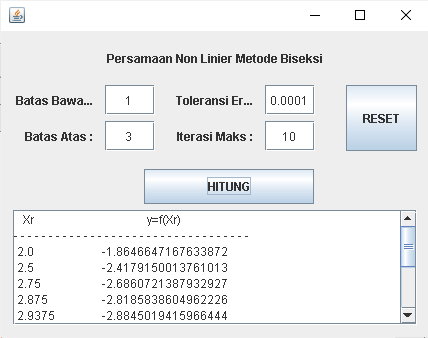 Persamaan Non Linier Metode Biseksi
Batas Bawa... 1 Toleransi Er... 0.0001
RESET
Batas Atas : 3 Iterasi Maks : 10
HITUNG
Xr y=f(Xr)
- - - - - - - - - - - - - - - - - - - - - - - - - - - - -
2.0 -1.8646647167633872
2.5 -2.4179150013761013
2.75 -2.6860721387932927
2.875 -2.8185838604962226
2.9375 -2.8845019415966444